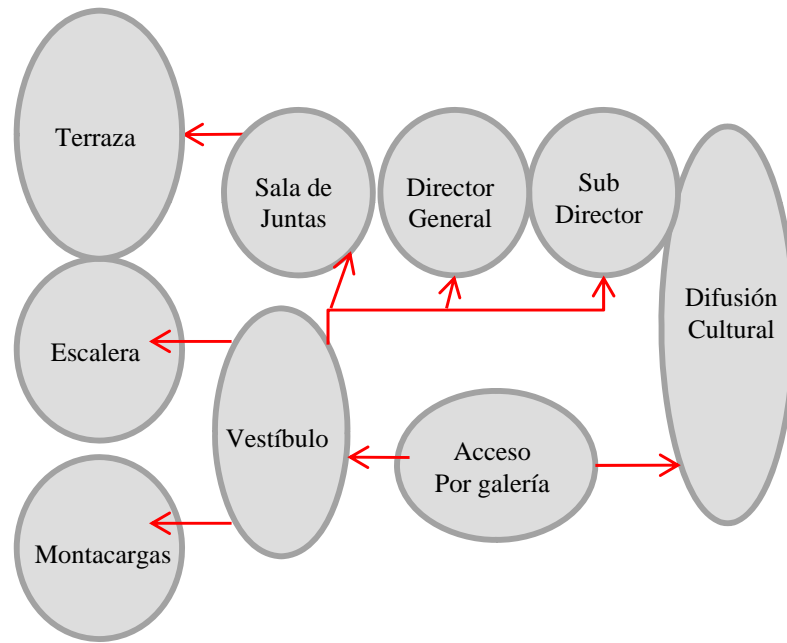 Terraza
Sala de
Juntas
Director
General
Sub
Director
Difusión
Cultural
Escalera
Vestíbulo
Acceso
Por galería
Montacargas